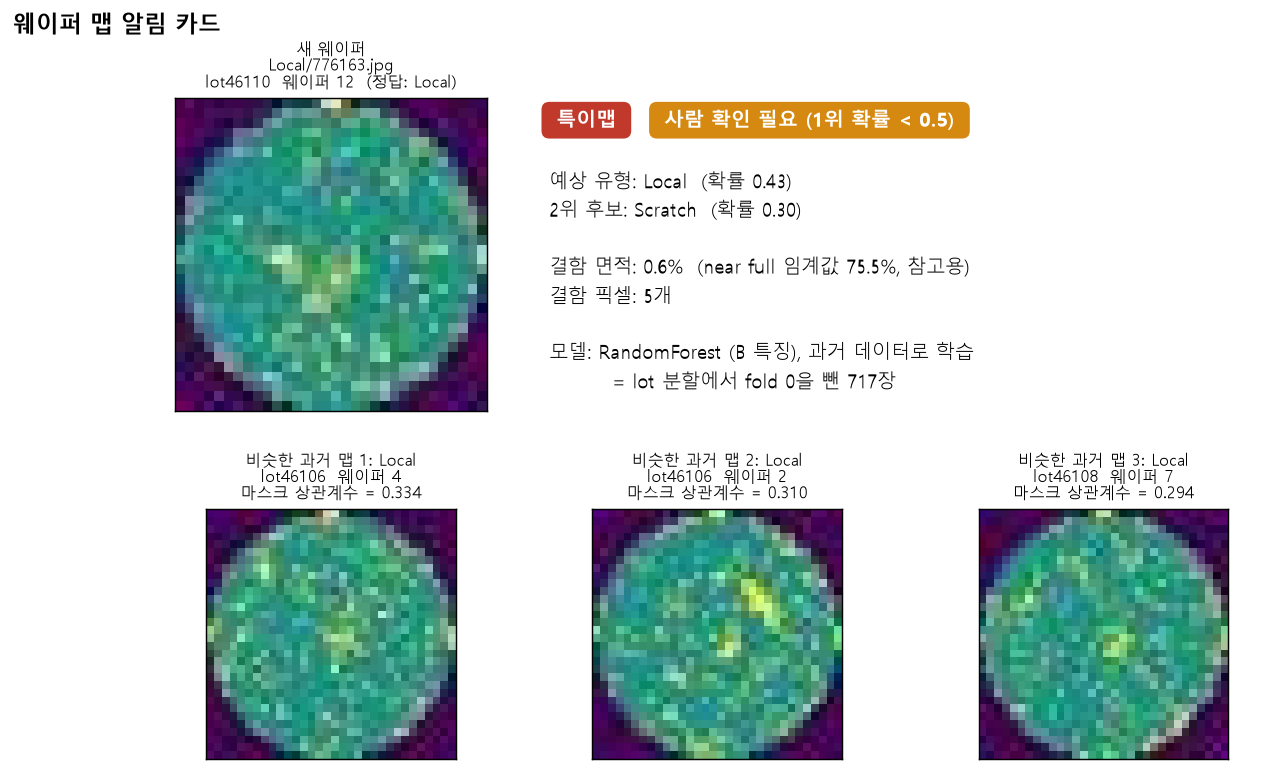 웨이퍼 맵 알림 카드
새 웨이퍼
Local/776163.jpg
lot46110 웨이퍼 12 (정답: Local)
특이맵
사람 확인 필요 (1위 확률 < 0.5)
예상 유형: Local (확률 0.43)
2위 후보: Scratch (확률 0.30)
결함 면적: 0.6% (near full 임계값 75.5%, 참고용)
결함 픽셀: 5개
모델: RandomForest (B 특징), 과거 데이터로 학습
= lot 분할에서 fold 0을 뺀 717장
비슷한 과거 맵 1: Local
lot46106 웨이퍼 4
마스크 상관계수 = 0.334
비슷한 과거 맵 2: Local
lot46106 웨이퍼 2
마스크 상관계수 = 0.310
비슷한 과거 맵 3: Local
lot46108 웨이퍼 7
마스크 상관계수 = 0.294